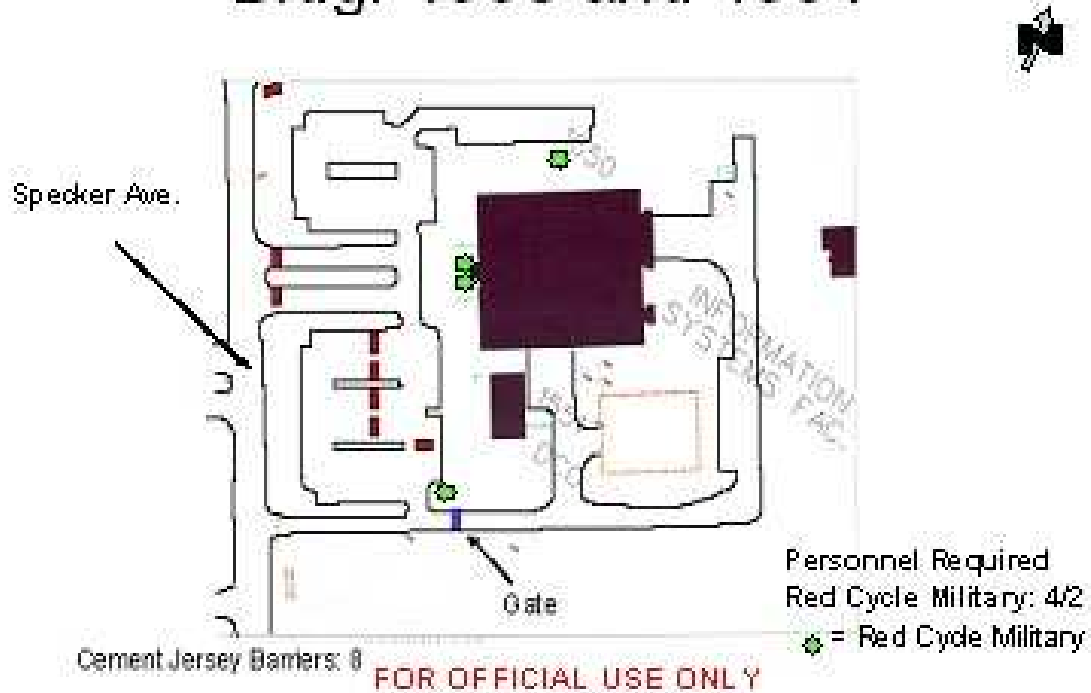 Specker Ave.
INFORMATION
SYSTEMS FAC.
Gate
Personnel Required
Red Cycle Military: 4/2
= Red Cycle Military
Cement Jersey Barriers: 8
FOR OFFICIAL USE ONLY